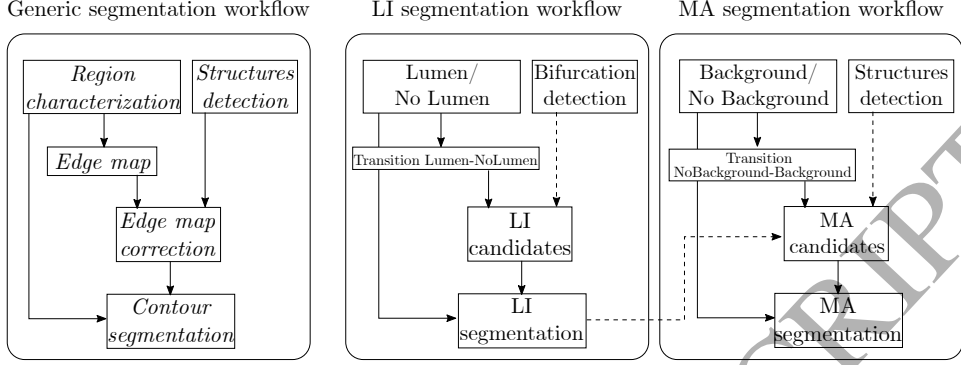 Generic segmentation workflow
Region
characterization
Structures
detection
Edge map
Edge map
correction
Contour
segmentation
LI segmentation workflow
Lumen/
No Lumen
Bifurcation
detection
Transition Lumen-NoLumen
LI
candidates
LI
segmentation
MA segmentation workflow
Background/
No Background
Structures
detection
Transition
NoBackground-Background
MA
candidates
MA
segmentation
CRIPT